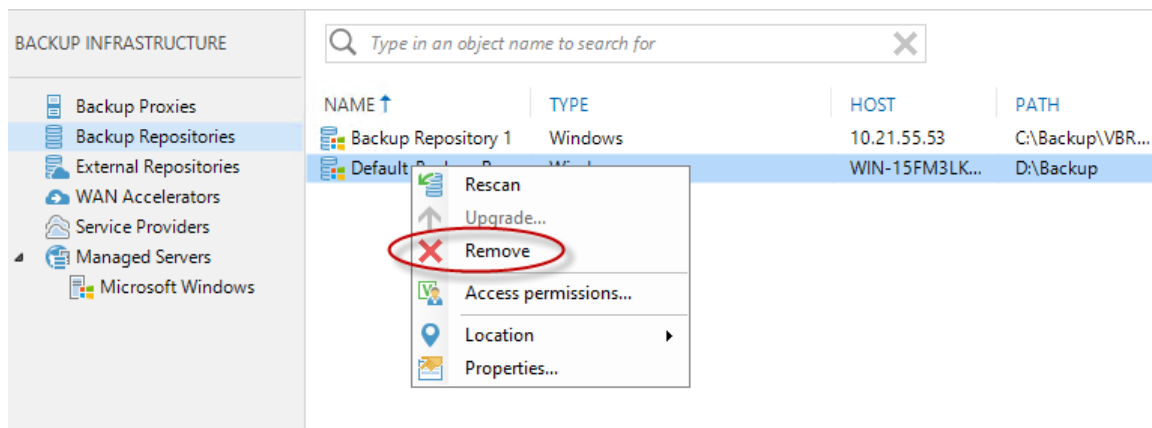 BACKUP INFRASTRUCTURE
Backup Proxies
Backup Repositories
External Repositories
WAN Accelerators
Service Providers
Managed Servers
Microsoft Windows
Type in an object name to search for
NAME TYPE HOST PATH
Backup Repository 1 Windows 10.21.55.53 C:\Backup\VBR...
Default WIN-15FM3LK... D:\Backup
Rescan
Upgrade...
Remove
Access permissions...
Location
Properties...